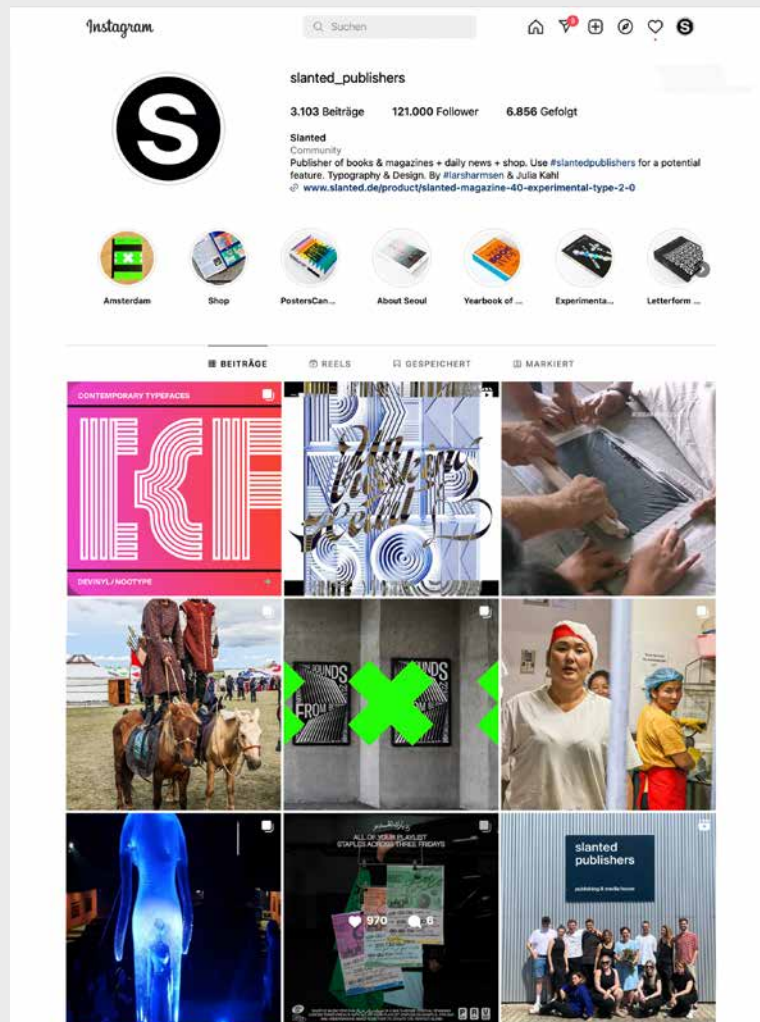 Instagram
Suchen
S
slanted_publishers
3.103 Beiträge 121.000 Follower 6.856 Gefolgt
Slanted
Community
Publisher of books & magazines + daily news + shop. Use #slantedpublishers for a potential
feature. Typography & Design. By #larsharmsen & Julia Kahl
www.slanted.de/product/slanted-magazine-40-experimental-type-2-0
Amsterdam Shop PostersCan... About Seoul Yearbook of ... Experimenta... Letterform ...
BEITRÄGE REELS GESPEICHERT MARKIERT
CONTEMPORARY TYPEFACES
DEVINYL/NOCTYPE
FROM
ALL OF YOUR PLAYLIST
STAPLES ACROSS THREE FRIDAYS
970 6
slanted
publishers
publishing & media house